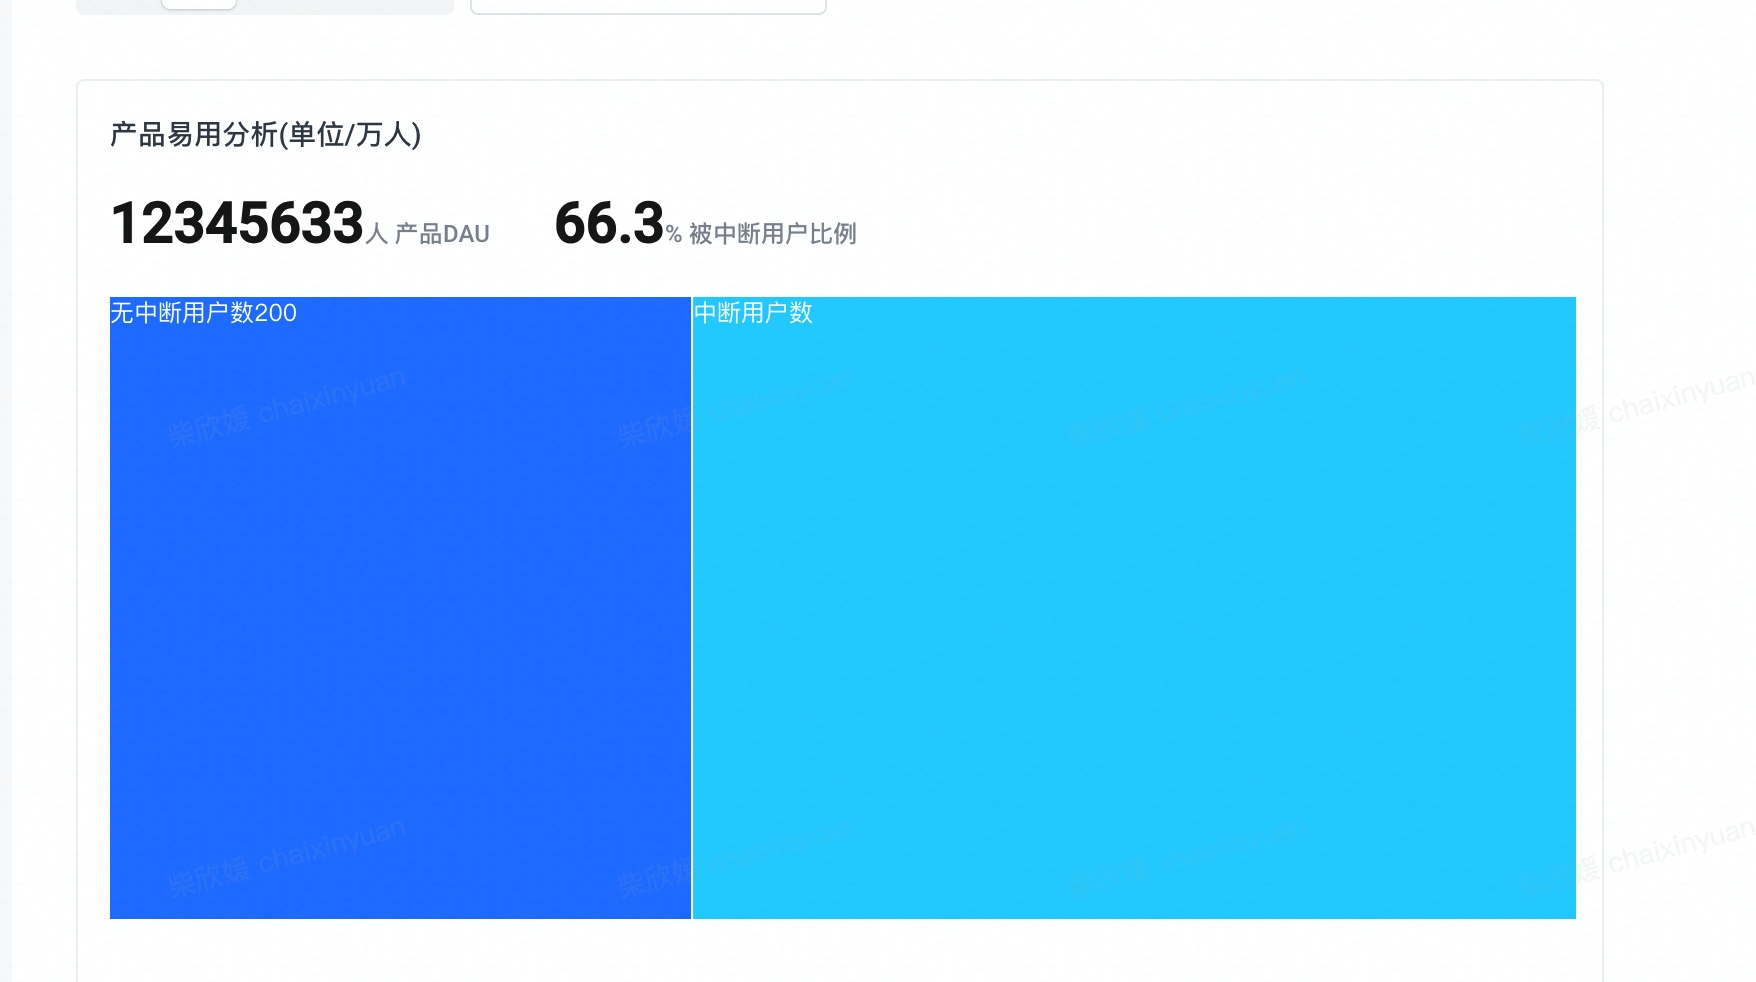 产品易用分析(单位/万人)
12345633人 产品DAU 66.3% 被中断用户比例
无中断用户数200 中断用户数
柴欣媛 chaixinyuan 柴欣媛 媛 chaixinyuan
柴欣媛 chaixinyuan 柴欣媛 媛 chaixinyuan